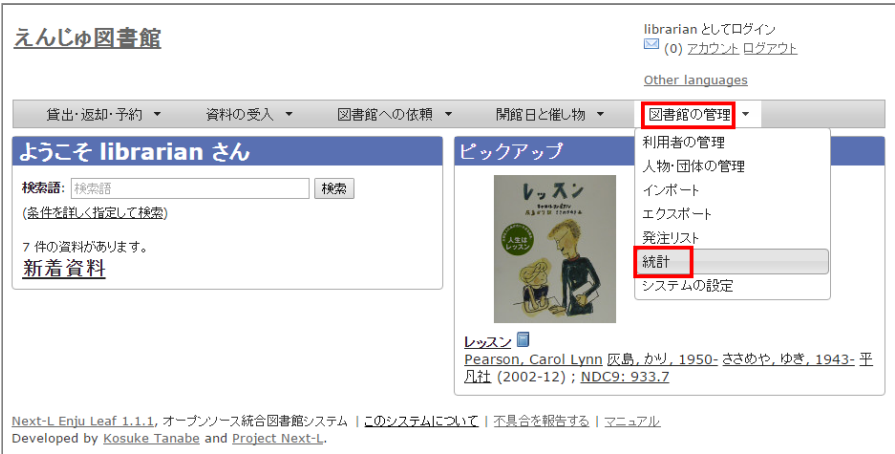 えんじゅ図書館
librarian としてログイン
(0) アカウント ログアウト
Other languages
貸出・返却・予約 ▼ 資料の受入 ▼ 図書館への依頼 ▼ 開館日と催し物 ▼ 図書館の管理 ▼
ようこそ librarian さん
検索語: 検索語 検索
(条件を詳しく指定して検索)
7 件の資料があります。
新着資料
ピックアップ
利用者の管理
人物・団体の管理
インポート
エクスポート
発注リスト
統計
システムの設定
レッスン
人生は
レッスン
レッスン
Pearson, Carol Lynn 灰島, かり, 1950- ささめや, ゆき, 1943- 平
凡社 (2002-12) ; NDC9: 933.7
Next-L Enju Leaf 1.1.1, オープンソース統合図書館システム | このシステムについて | 不具合を報告する | マニュアル
Developed by Kosuke Tanabe and Project Next-L.